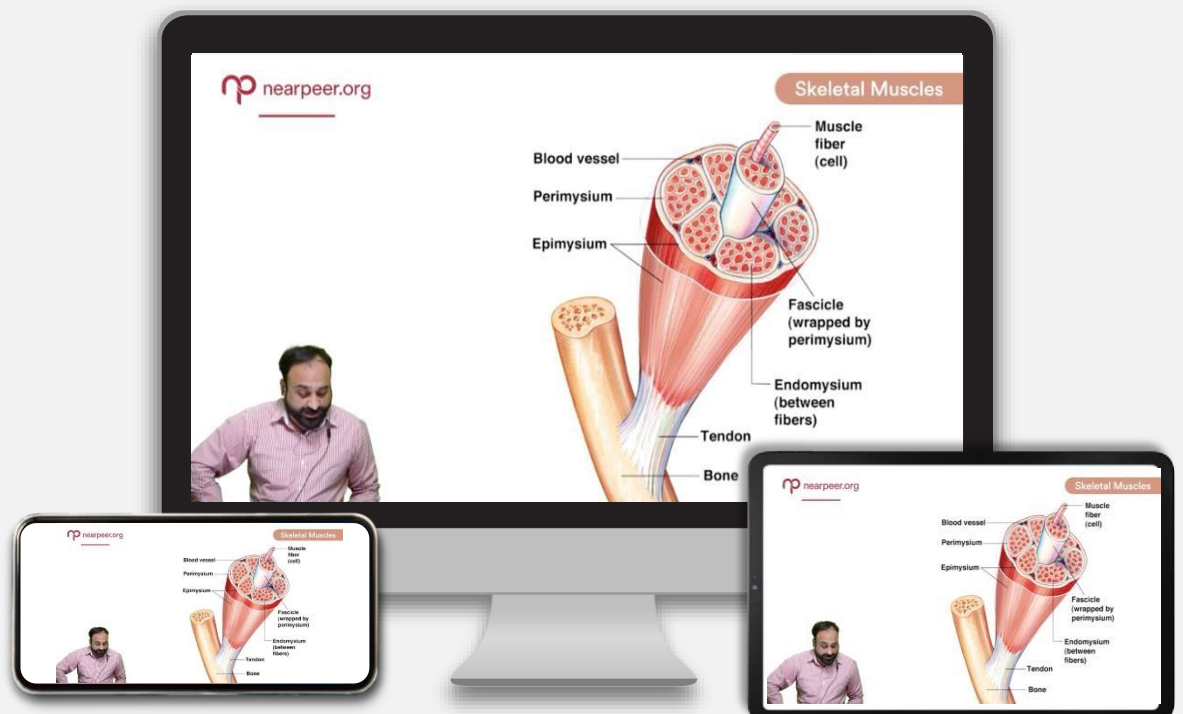 nearpeer.org
Skeletal Muscles
Muscle
fiber
(cell)
Blood vessel
Perimysium
Epimysium
Fascicle
(wrapped by
perimysium)
Endomysium
(between
fibers)
Tendon
Bone
nearpeer.org
Skeletal Muscles
Muscle
fiber
(cell)
Blood vessel
Perimysium
Epimysium
Fascicle
(wrapped by
perimysium)
Endomysium
(between
fibers)
Tendon
Bone
nearpeer.org
Skeletal Muscles
Muscle
fiber
(cell)
Blood vessel
Perimysium
Epimysium
Fascicle
(wrapped by
perimysium)
Endomysium
(between
fibers)
Tendon
Bone